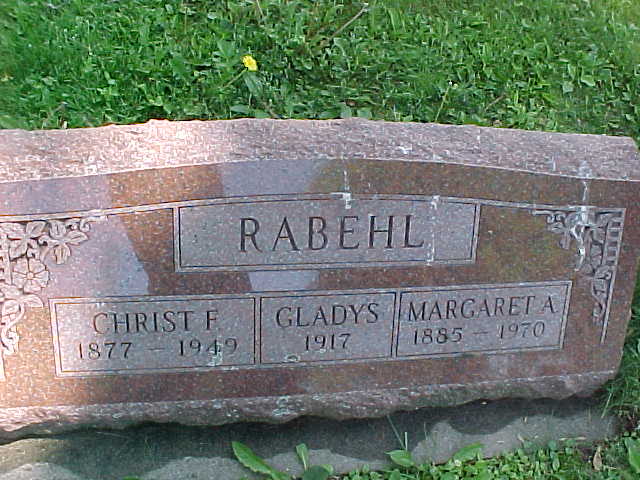 RABEHL
CHRIST F.
1877 — 1949
GLADYS
1917
MARGARET A.
1885 — 1970